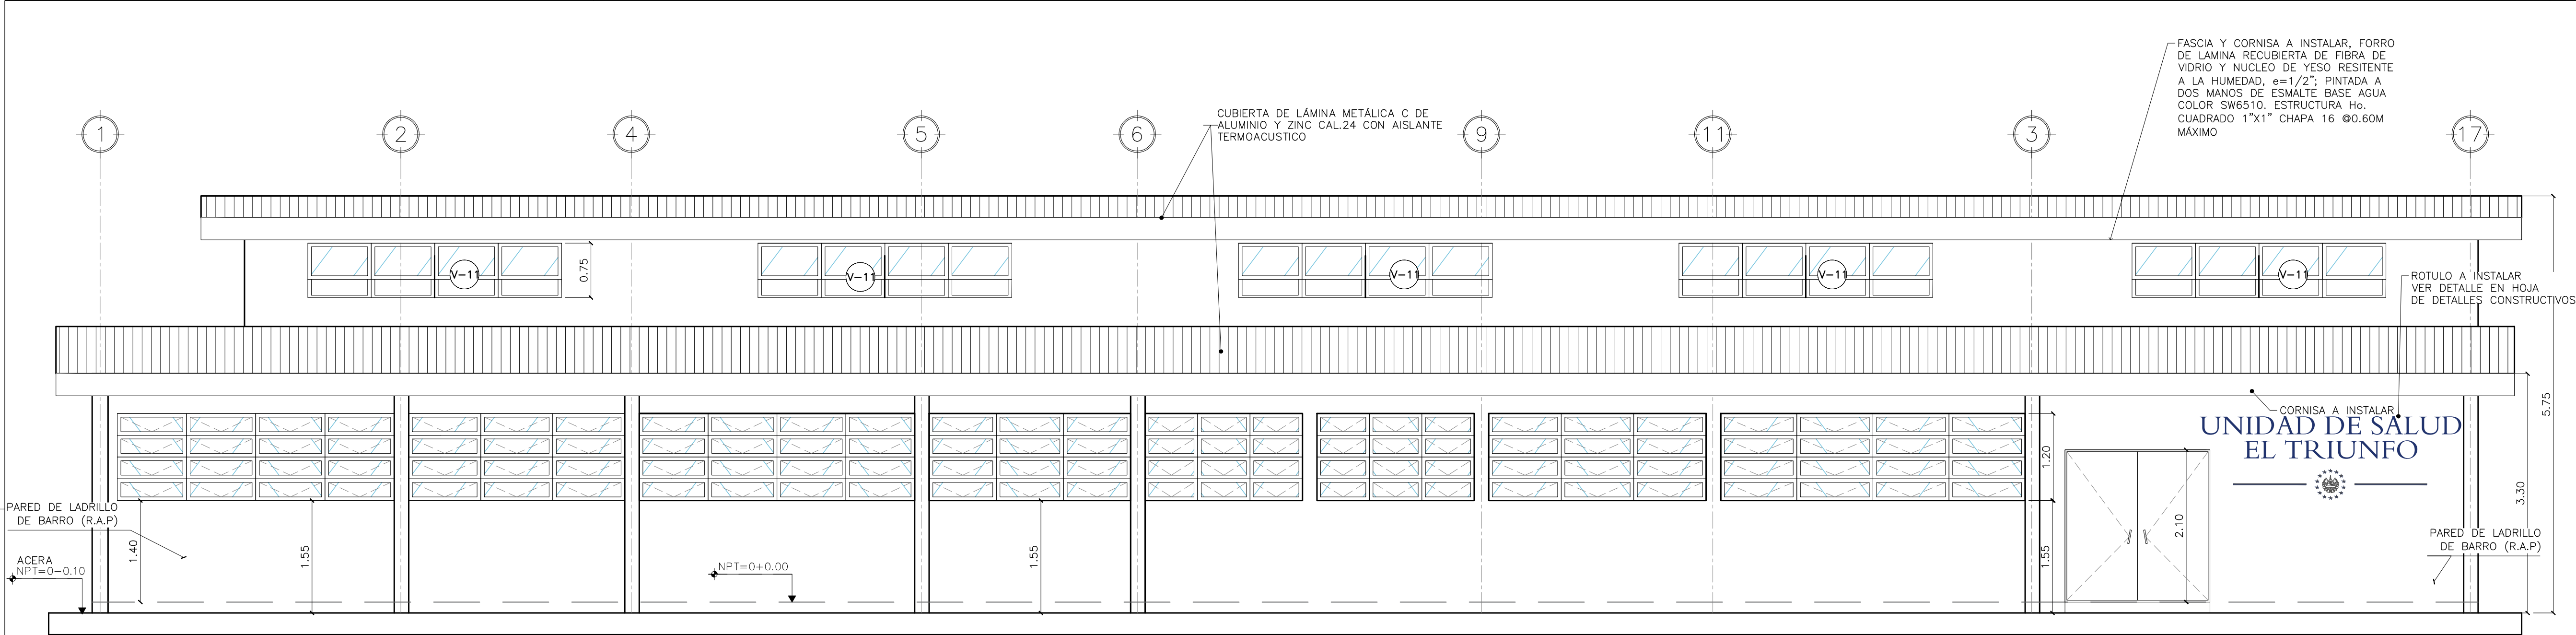 FASCIA Y CORNISA A INSTALAR, FORRO
DE LAMINA RECUBIERTA DE FIBRA DE
VIDRIO Y NUCLEO DE YESO RESITENTE
A LA HUMEDAD, e=1/2"; PINTADA A
DOS MANOS DE ESMALTE BASE AGUA
COLOR SW6510. ESTRUCTURA Ho.
CUADRADO 1"X1" CHAPA 16 @0.60M
MÁXIMO
CUBIERTA DE LÁMINA METÁLICA C DE
ALUMINIO Y ZINC CAL.24 CON AISLANTE
TERMOACUSTICO
1
2
4
5
6
9
11
3
17
V-11
0.75
V-11
V-11
V-11
V-11
ROTULO A INSTALAR
VER DETALLE EN HOJA
DE DETALLES CONSTRUCTIVOS
5.75
CORNISA A INSTALAR
UNIDAD DE SALUD
EL TRIUNFO
1.20
3.30
PARED DE LADRILLO
DE BARRO (R.A.P)
1.40
1.55
1.55
1.55
2.10
PARED DE LADRILLO
DE BARRO (R.A.P)
ACERA
NPT=0-0.10
NPT=0+0.00